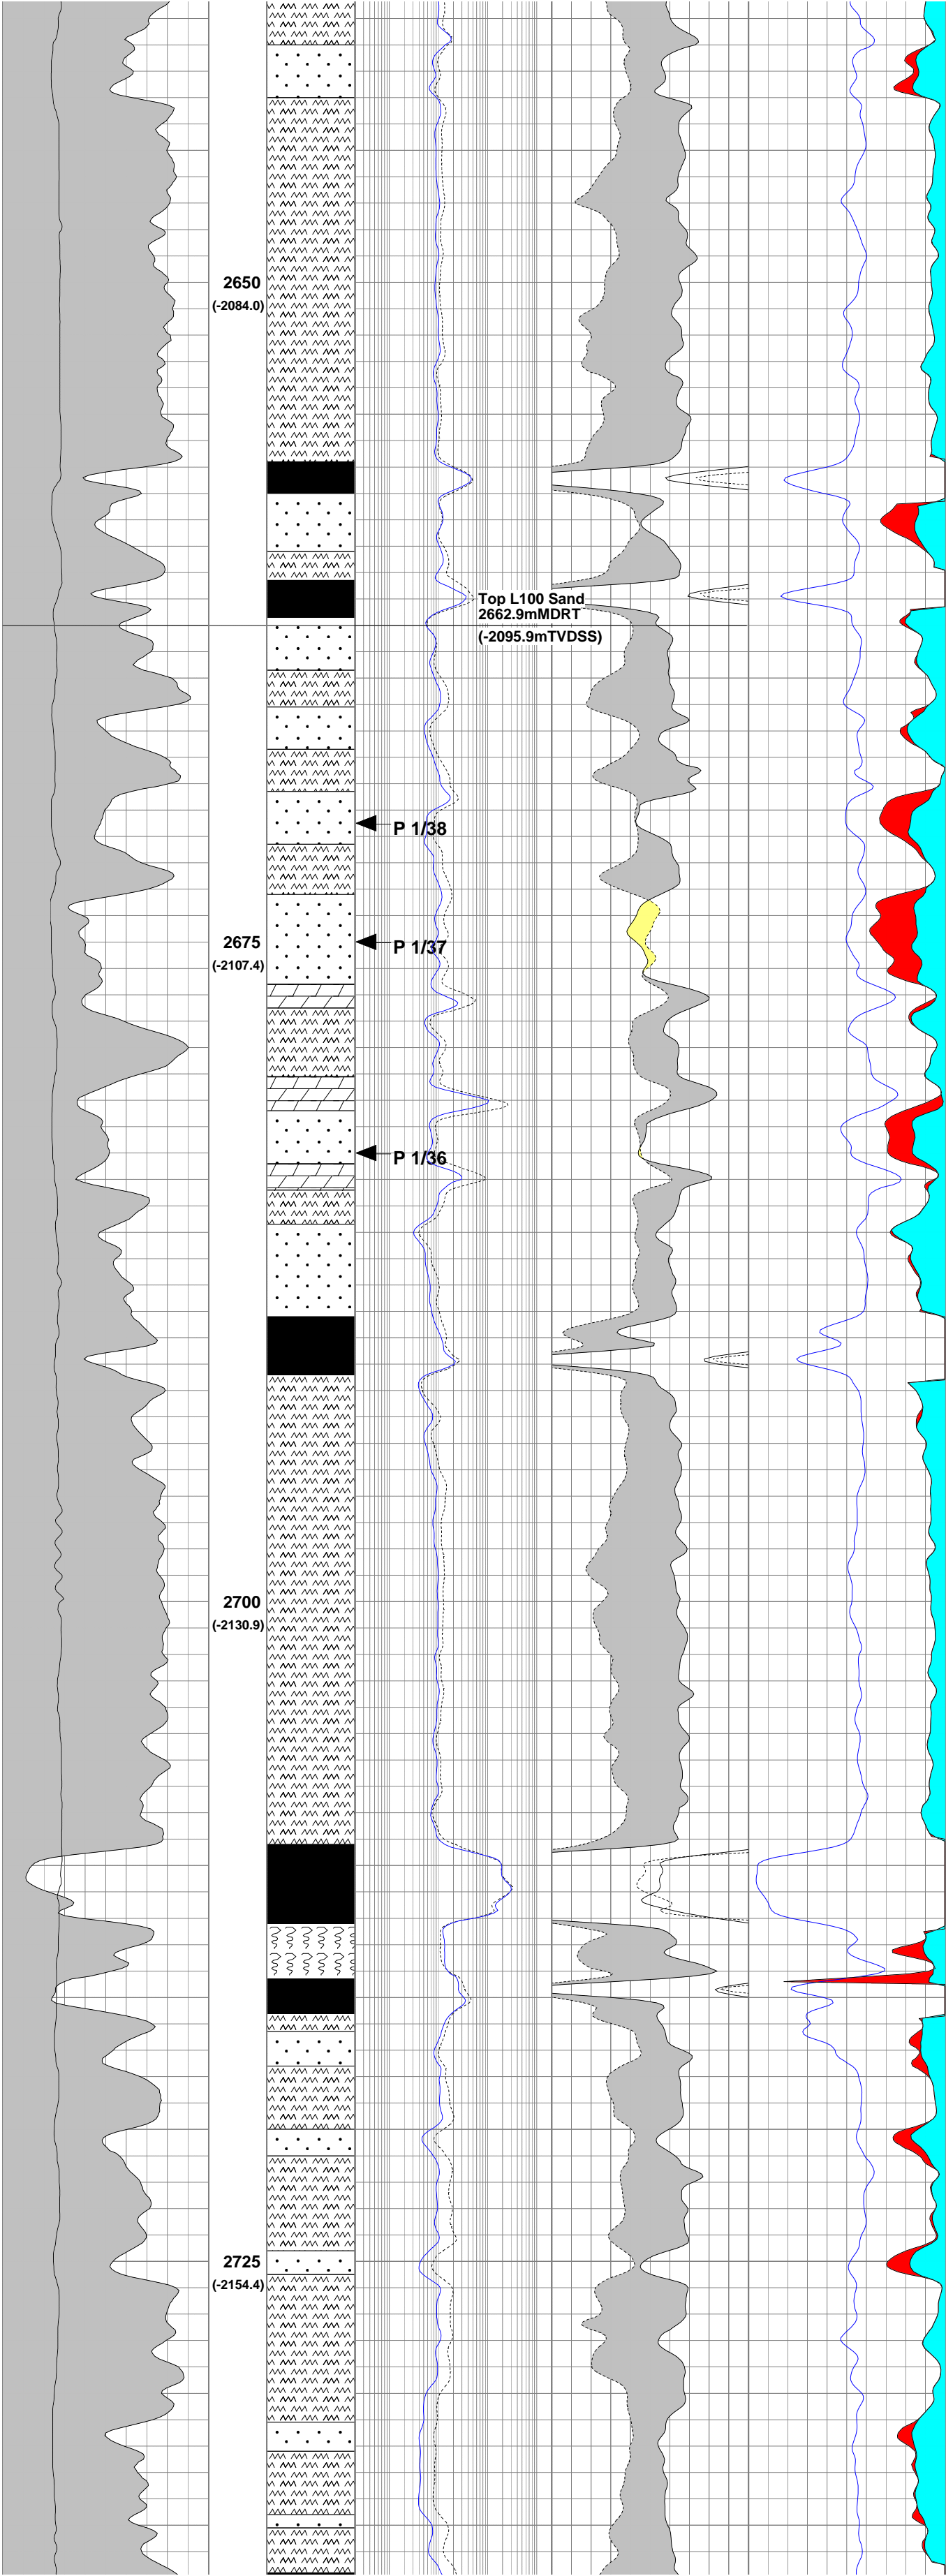 2650
(-2084.0)
Top L100 Sand
2662.9mMDRT
(-2095.9mTVDSS)
P 1/38
2675
(-2107.4)
P 1/37
P 1/36
2700
(-2130.9)
2725
(-2154.4)